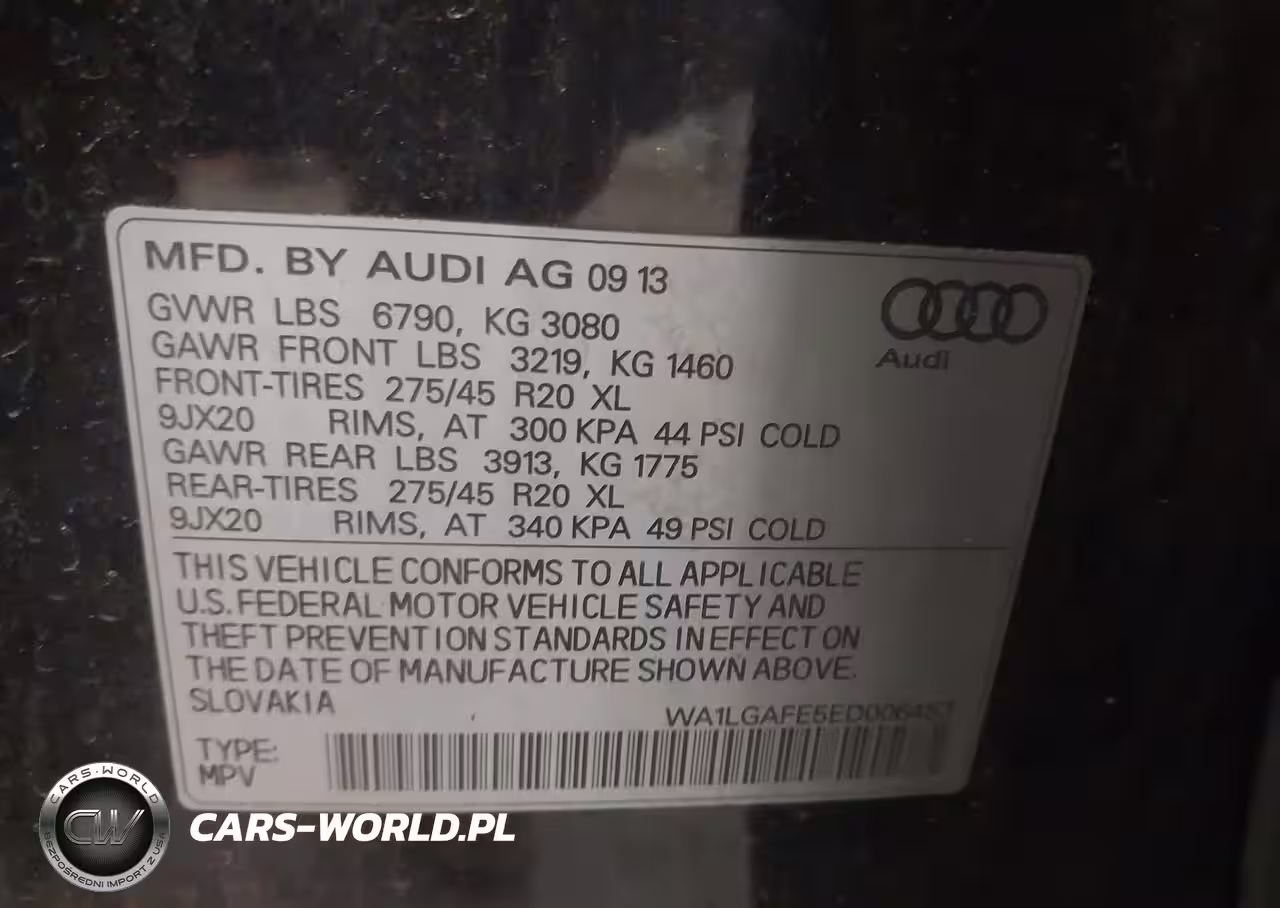 MFD. BY AUDI AG 09 13
GVWR LBS 6790, KG 3080
GAWR FRONT LBS 3219, KG 1460
FRONT-TIRES 275/45 R20 XL
9JX20 RIMS, AT 300 KPA 44 PSI COLD
GAWR REAR LBS 3913, KG 1775
REAR-TIRES 275/45 R20 XL
9JX20 RIMS, AT 340 KPA 49 PSI COLD
Audi
THIS VEHICLE CONFORMS TO ALL APPLICABLE
U.S. FEDERAL MOTOR VEHICLE SAFETY AND
THEFT PREVENTION STANDARDS IN EFFECT ON
THE DATE OF MANUFACTURE SHOWN ABOVE.
SLOVAKIA
TYPE:
MPV
CARS-WORLD
CW
BEZPOŚREDNI IMPORT Z USA
CARS-WORLD.PL